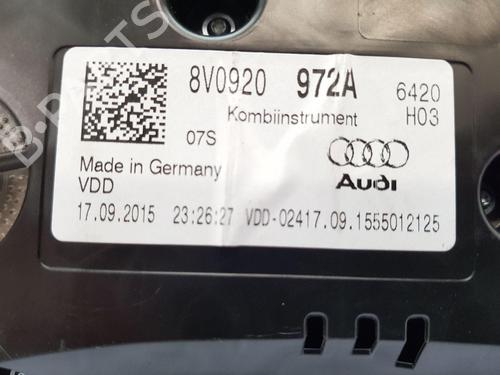 8V0920 972A 6420
Kombiinstrument H03
07S
Made in Germany
VDD
Audi
17.09.2015 23:26:27 VDD-02417.09.1555012125
B-PARTS